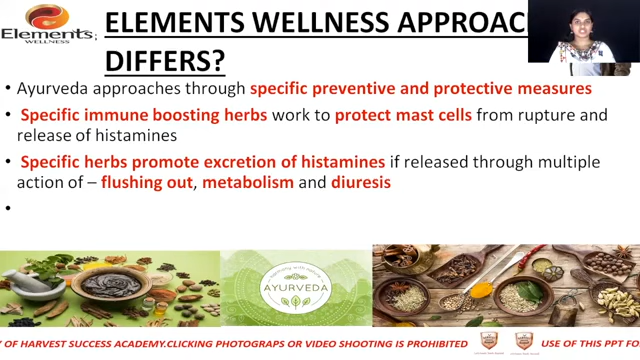 Elements
WELLNESS
;
ELEMENTS WELLNESS APPROAC
DIFFERS?
• Ayurveda approaches through specific preventive and protective measures
• Specific immune boosting herbs work to protect mast cells from rupture and
release of histamines
• Specific herbs promote excretion of histamines if released through multiple
action of – flushing out, metabolism and diuresis
•
AYURVEDA
Y OF HARVEST SUCCESS ACADEMY.CLICKING PHOTOGRAPS OR VIDEO SHOOTING IS PROHIBITED
USE OF THIS PPT FO